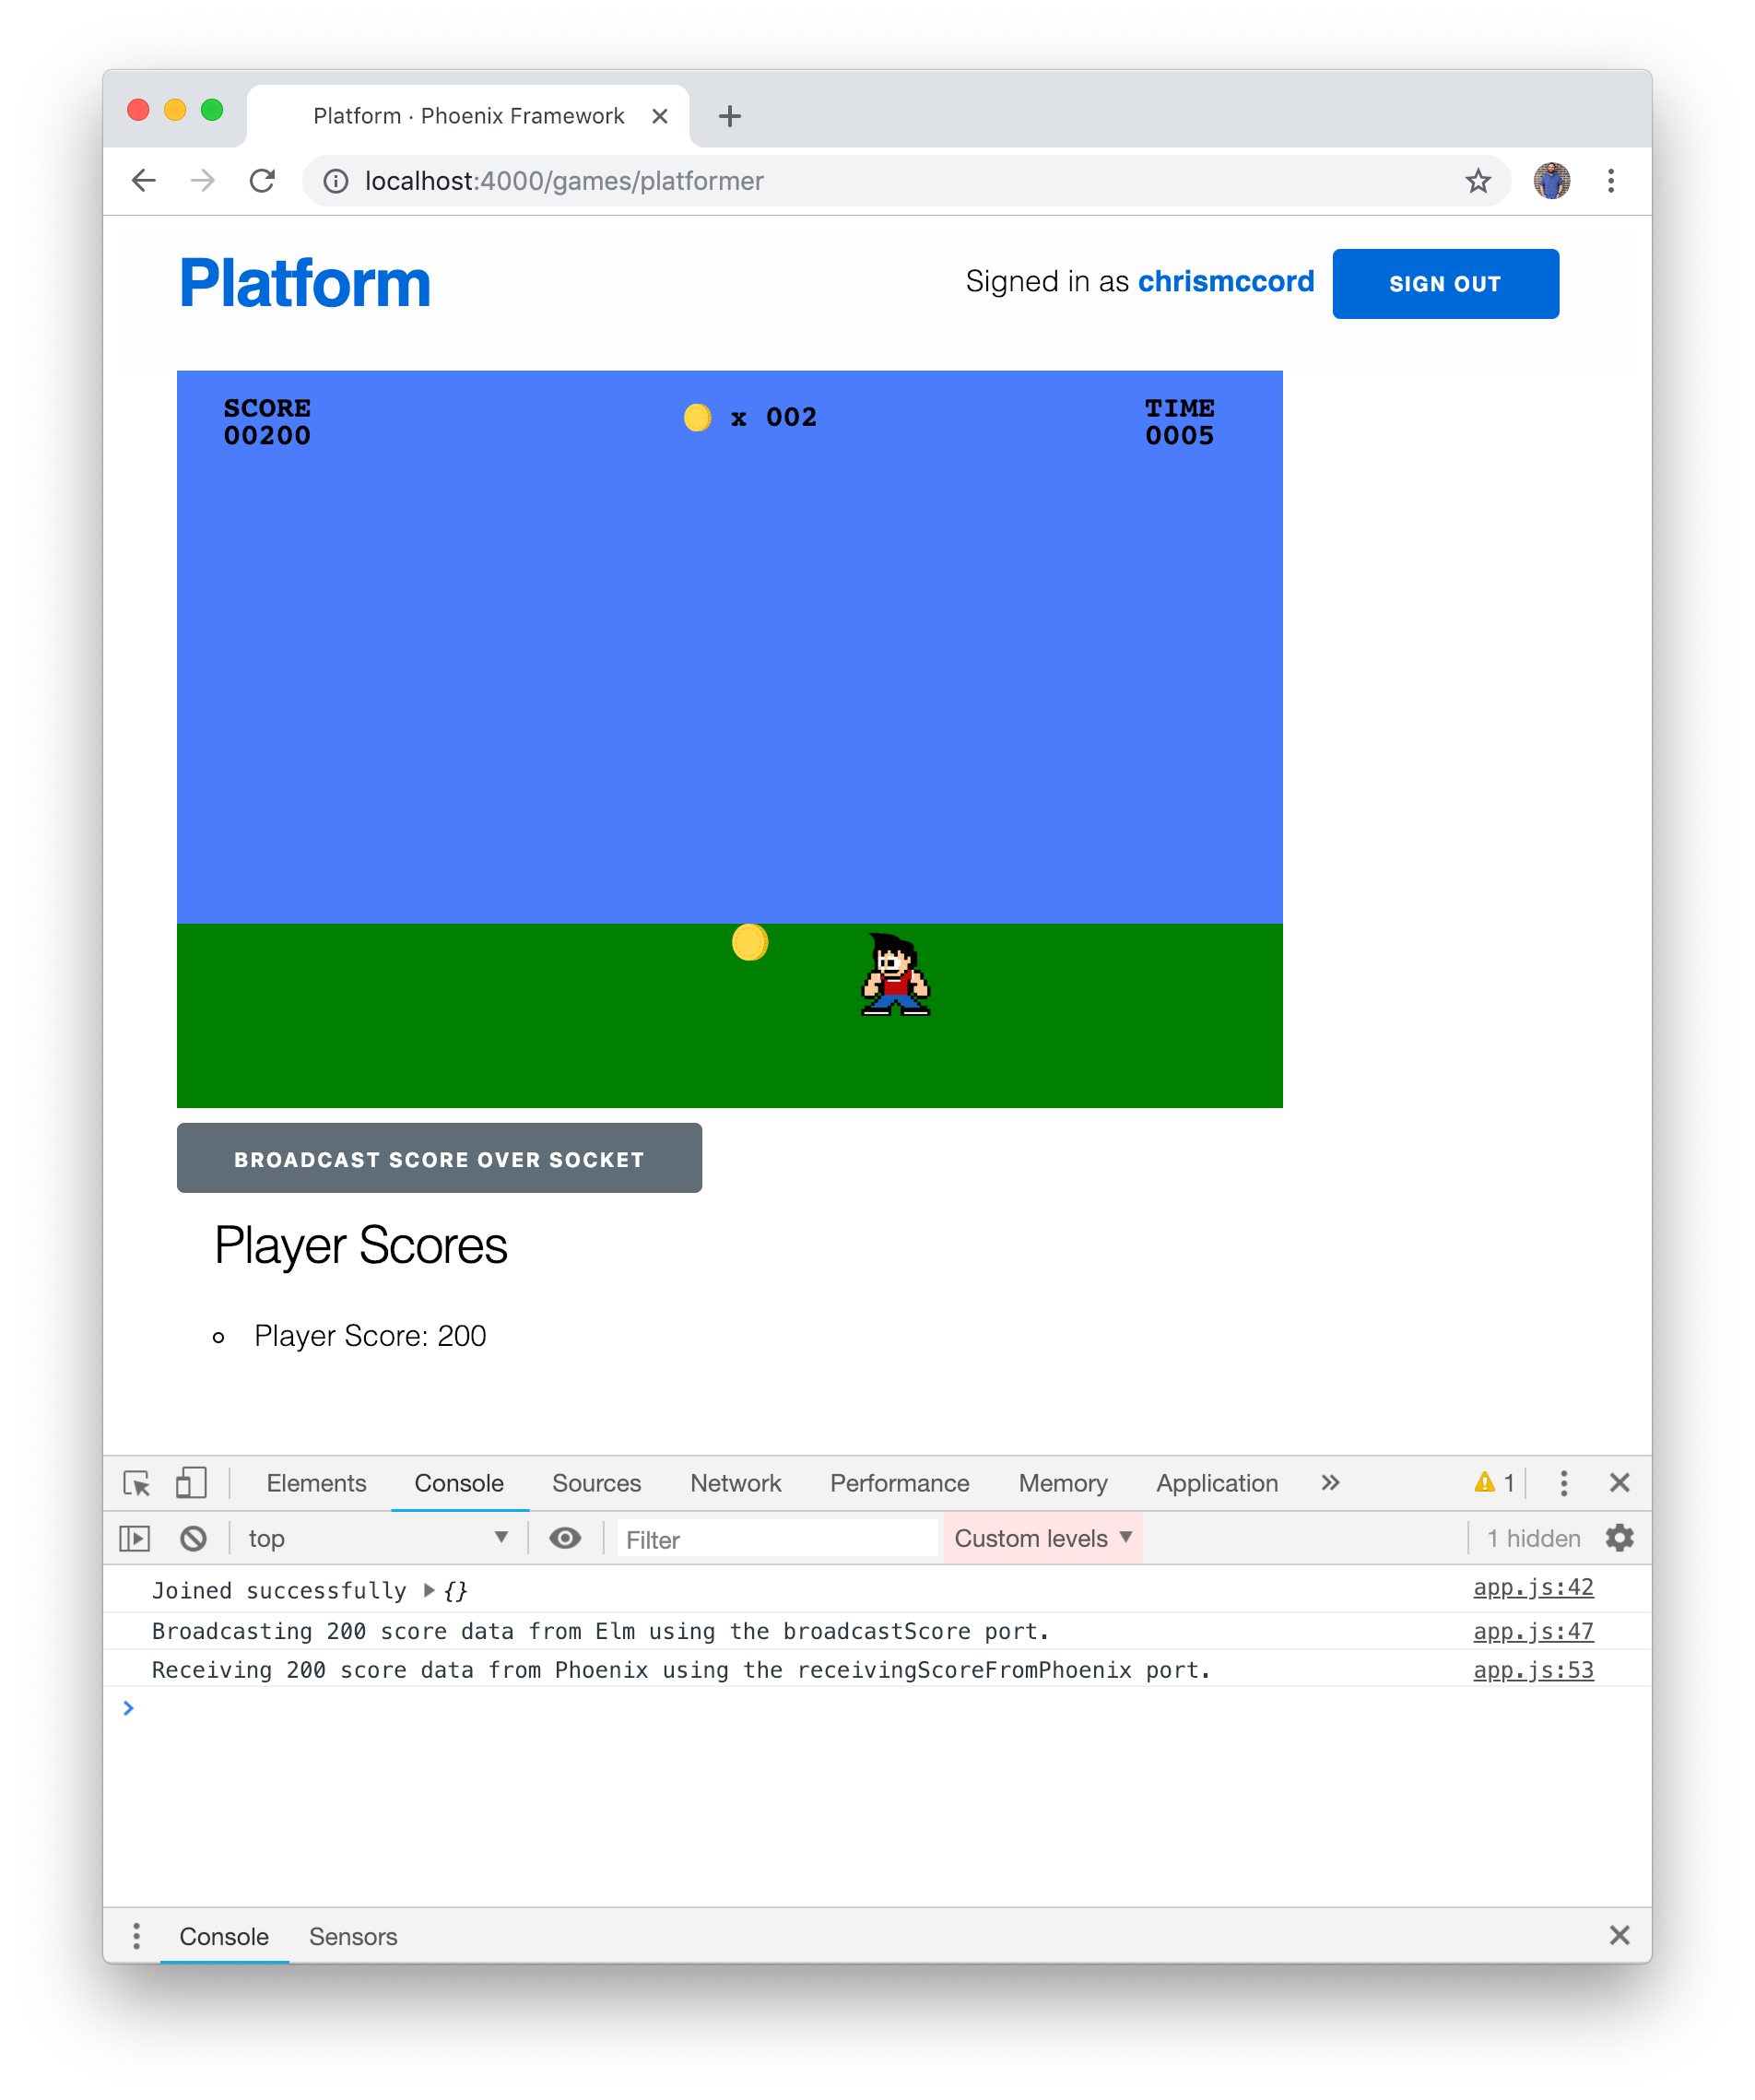 Platform · Phoenix Framework
localhost:4000/games/platformer
Platform
Signed in as chrismccord
SIGN OUT
SCORE
00200
x 002
TIME
0005
BROADCAST SCORE OVER SOCKET
Player Scores
Player Score: 200
Elements Console Sources Network Performance Memory Application » 1
top Filter Custom levels 1 hidden
Joined successfully {} app.js:42
Broadcasting 200 score data from Elm using the broadcastScore port. app.js:47
Receiving 200 score data from Phoenix using the receivingScoreFromPhoenix port. app.js:53
Console Sensors